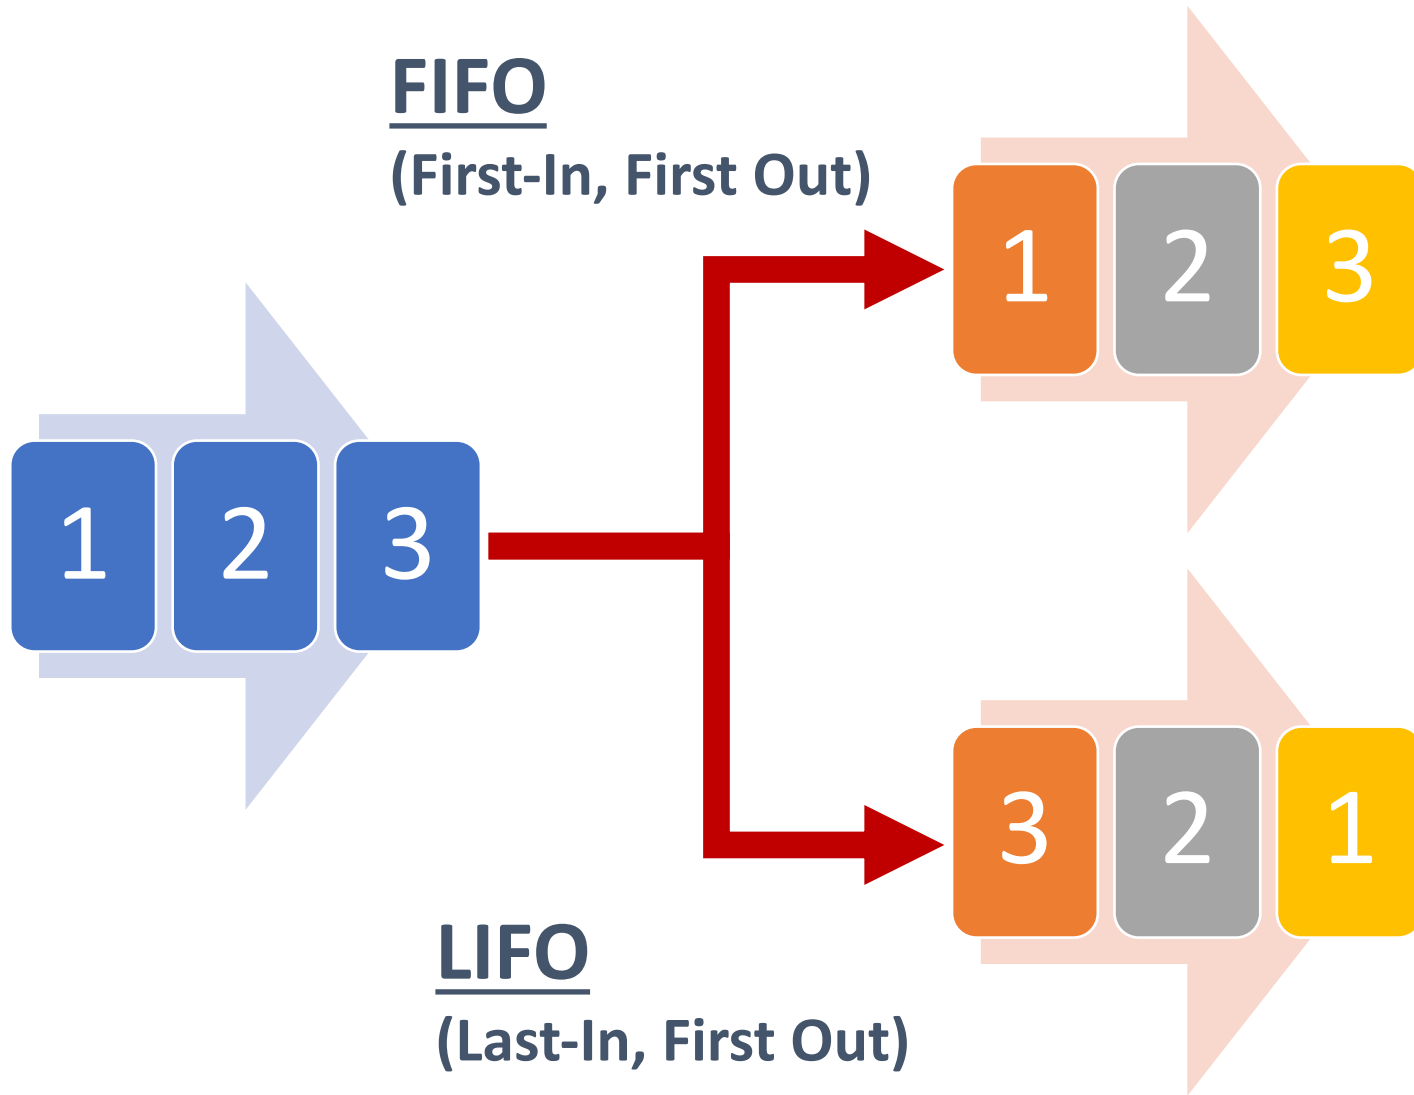 FIFO
(First-In, First Out)
1 2 3
1 2 3
3 2 1
LIFO
(Last-In, First Out)